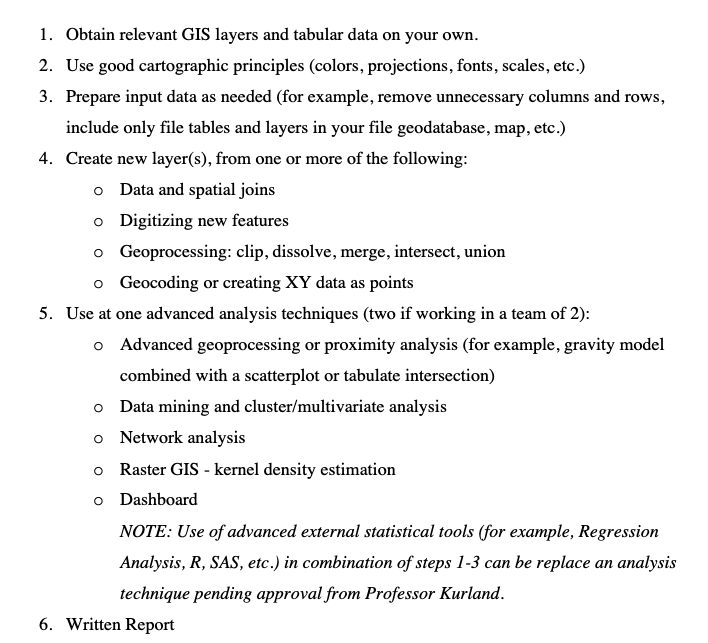 1. Obtain relevant GIS layers and tabular data on your own.
2. Use good cartographic principles (colors, projections, fonts, scales, etc.)
3. Prepare input data as needed (for example, remove unnecessary columns and rows,
include only file tables and layers in your file geodatabase, map, etc.)
4. Create new layer(s), from one or more of the following:
o Data and spatial joins
o Digitizing new features
o Geoprocessing: clip, dissolve, merge, intersect, union
o Geocoding or creating XY data as points
5. Use at one advanced analysis techniques (two if working in a team of 2):
o Advanced geoprocessing or proximity analysis (for example, gravity model
combined with a scatterplot or tabulate intersection)
o Data mining and cluster/multivariate analysis
o Network analysis
o Raster GIS - kernel density estimation
o Dashboard
NOTE: Use of advanced external statistical tools (for example, Regression
Analysis, R, SAS, etc.) in combination of steps 1-3 can be replace an analysis
technique pending approval from Professor Kurland.
6. Written Report